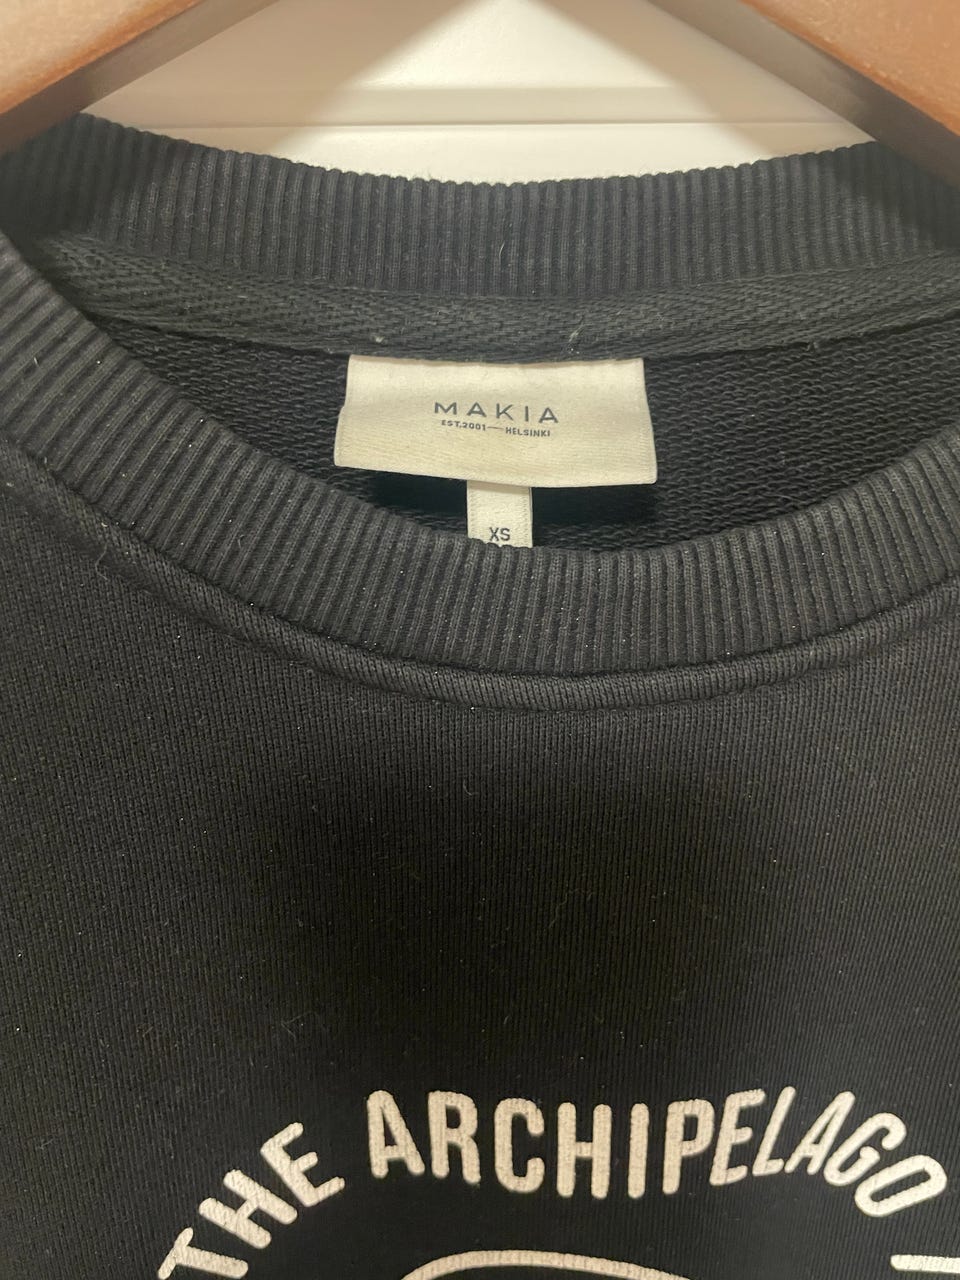 MAKIA
EST.2001—HELSINKI
XS
THE ARCHIPELAGO